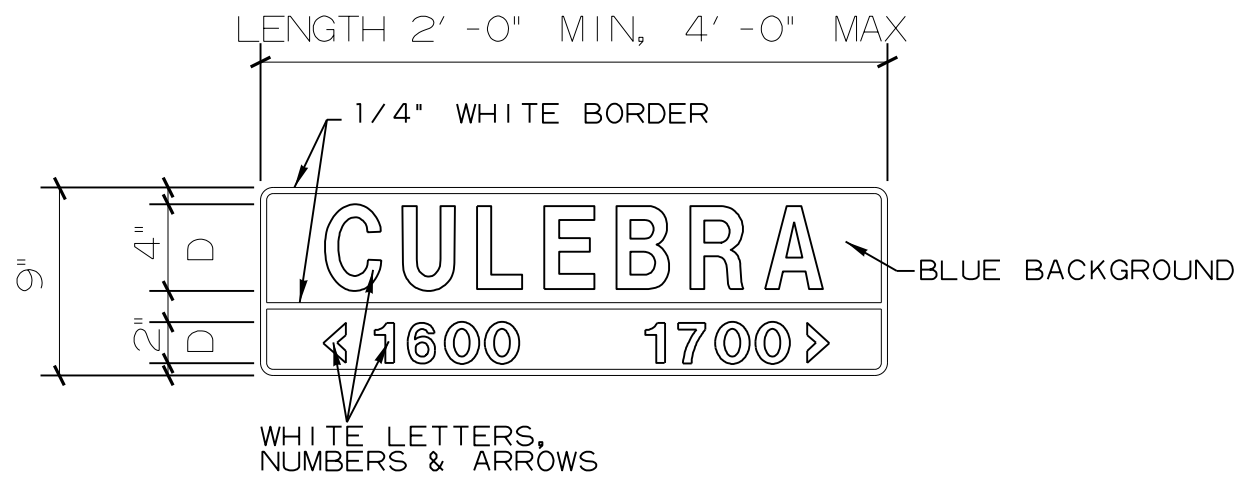 LENGTH 2'-0" MIN, 4'-0" MAX
1/4" WHITE BORDER
9"
4" D
2" D
CULEBRA
<1600 1700>
BLUE BACKGROUND
WHITE LETTERS,
NUMBERS & ARROWS